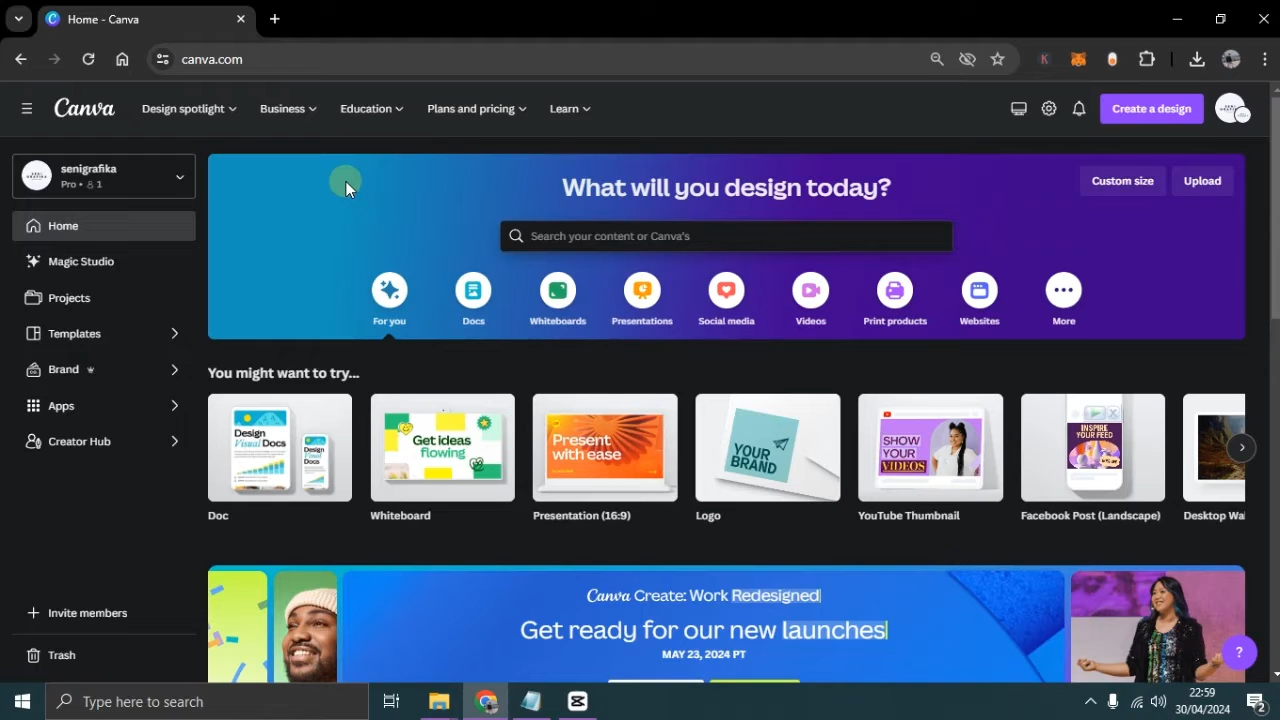 Home - Canva
canva.com
Canva
Design spotlight
Business
Education
Plans and pricing
Learn
Create a design
senigrafika
Pro • 1
What will you design today?
Custom size
Upload
Search your content or Canva's
Home
Magic Studio
Projects
Templates
Brand
Apps
Creator Hub
For you
Docs
Whiteboards
Presentations
Social media
Videos
Print products
Websites
More
You might want to try...
Design
Visual Docs
Design
Visual Docs
Get ideas
flowing
Present
with ease
YOUR
BRAND
SHOW
YOUR
VIDEOS
INSPIRE
YOUR FEED
Doc
Whiteboard
Presentation (16:9)
Logo
YouTube Thumbnail
Facebook Post (Landscape)
Desktop Wal
Canva Create: Work Redesigned
Get ready for our new launches
MAY 23, 2024 PT
Invite members
Trash
?
Type here to search
22:59
30/04/2024
2